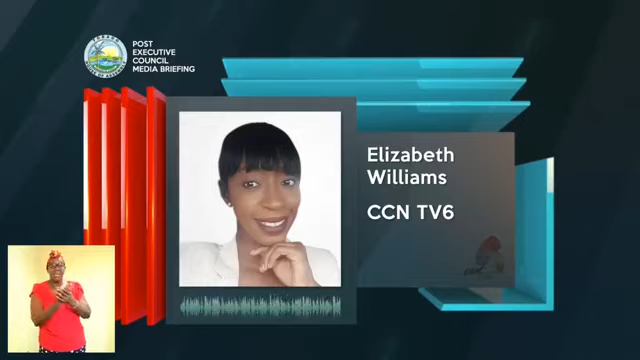 POST
EXECUTIVE
COUNCIL
MEDIA BRIEFING
Elizabeth
Williams
CCN TV6